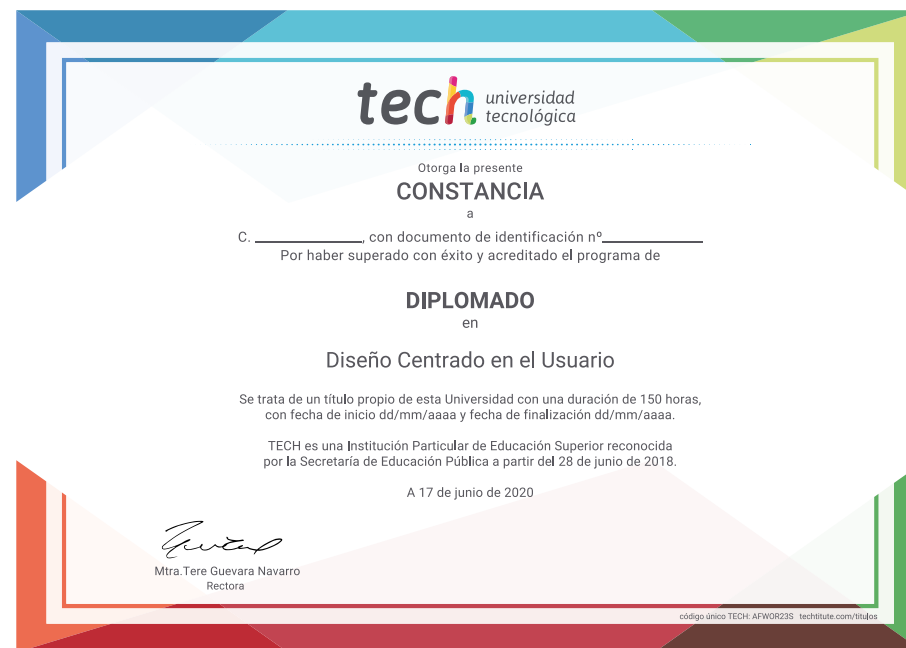 tech universidad
tecnológica
Otorga la presente
CONSTANCIA
a
C. ______________, con documento de identificación nº_____________
Por haber superado con éxito y acreditado el programa de
DIPLOMADO
en
Diseño Centrado en el Usuario
Se trata de un título propio de esta Universidad con una duración de 150 horas,
con fecha de inicio dd/mm/aaaa y fecha de finalización dd/mm/aaaa.
TECH es una Institución Particular de Educación Superior reconocida
por la Secretaría de Educación Pública a partir del 28 de junio de 2018.
A 17 de junio de 2020
Mtra.Tere Guevara Navarro
Rectora
código único TECH: AFWOR23S techtitute.com/titulos